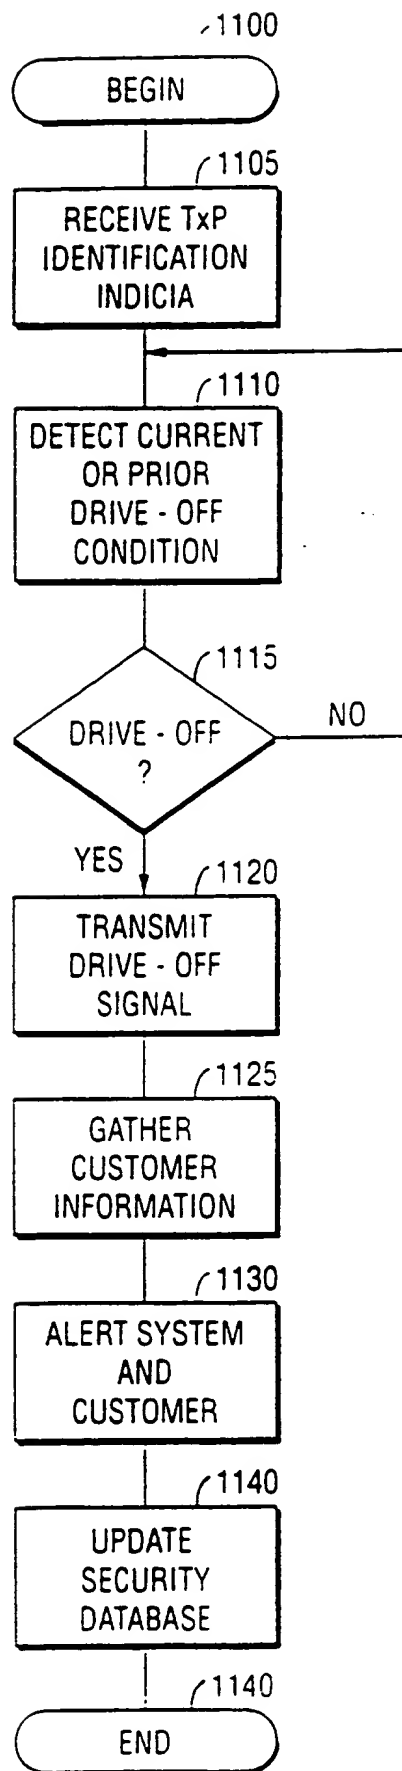 1100
BEGIN
1105
RECEIVE TxP
IDENTIFICATION
INDICIA
1110
DETECT CURRENT
OR PRIOR
DRIVE - OFF
CONDITION
1115
DRIVE - OFF
?
NO
YES
1120
TRANSMIT
DRIVE - OFF
SIGNAL
1125
GATHER
CUSTOMER
INFORMATION
1130
ALERT SYSTEM
AND
CUSTOMER
1140
UPDATE
SECURITY
DATABASE
1140
END